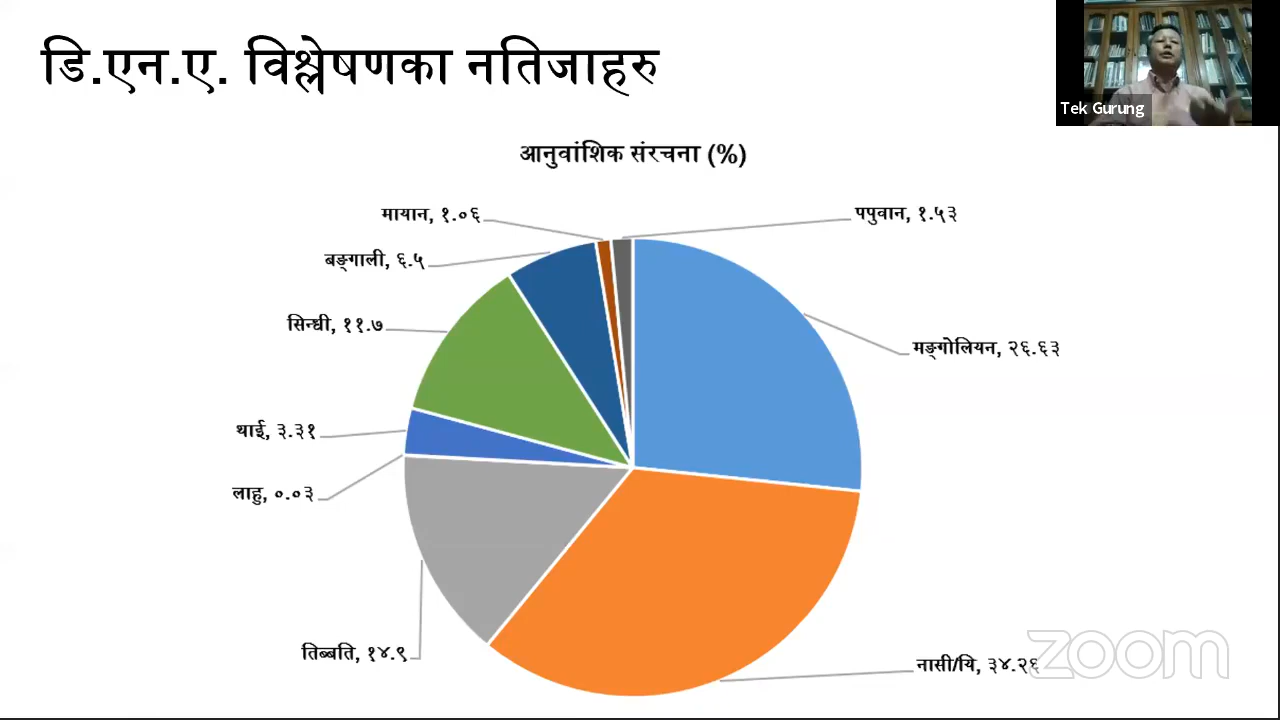 डि.एन.ए. विश्लेषणका नतिजाहरु
Tek Gurung
आनुवांशिक संरचना (%)
मायान, १.०६
पपुवान, १.५३
बङ्गाली, ६.५
सिन्धी, ११.७
मङ्गोलियन, २६.६३
थाई, ३.३१
लाहु, ०.०३
तिब्बति, १४.९
नासी/यि, ३४.२६
zoom